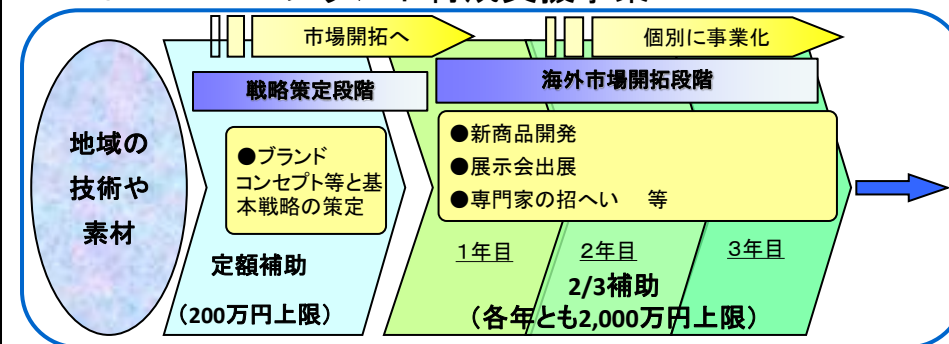 市場開拓へ
個別に事業化
戦略策定段階
海外市場開拓段階
地域の
技術や
素材
●ブランド
コンセプト等と基
本戦略の策定
●新商品開発
●展示会出展
●専門家の招へい　等
定額補助
(200万円上限)
1年目
2年目
3年目
2/3補助
(各年とも2,000万円上限)